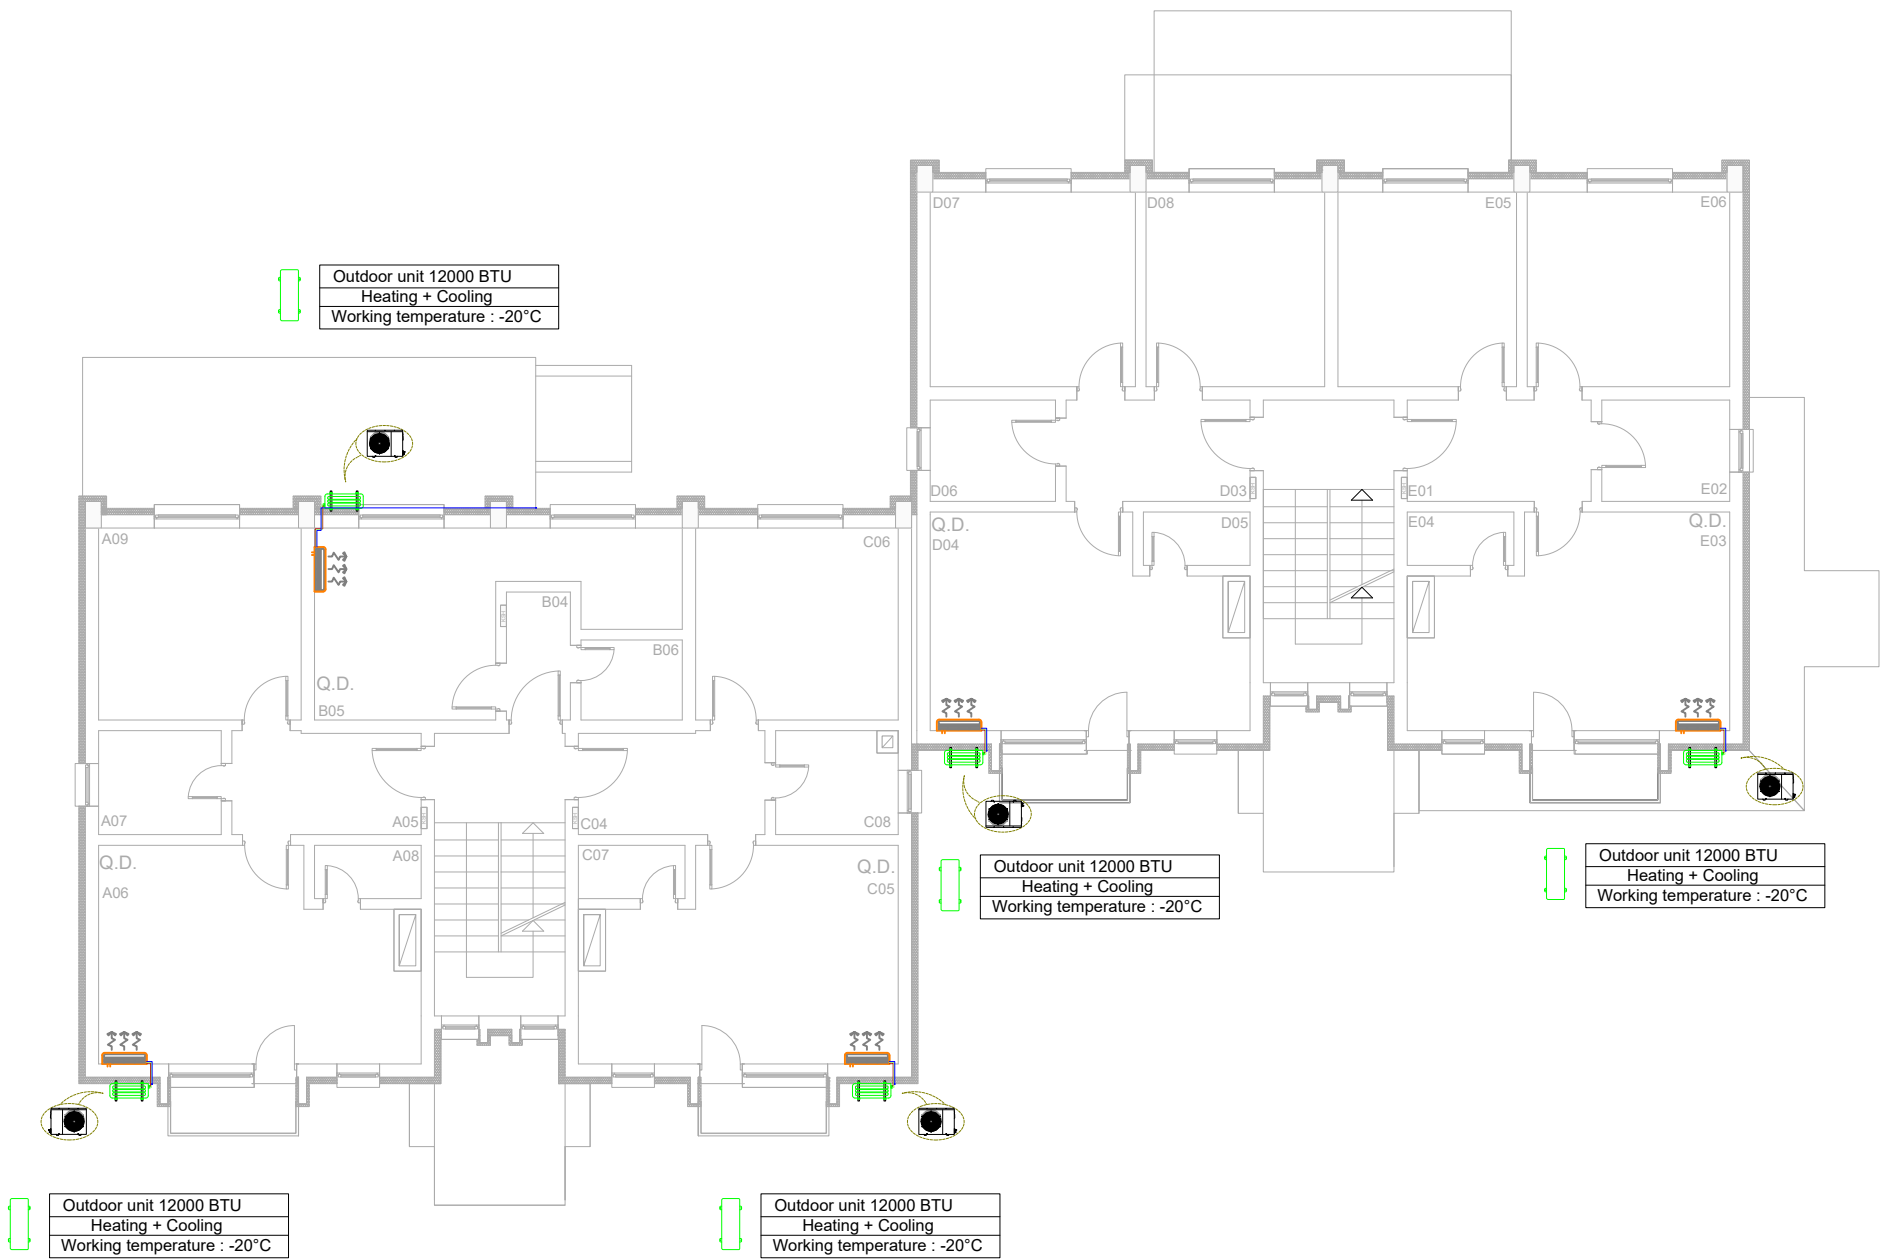 D07
D08
E05
E06
Outdoor unit 12000 BTU
Heating + Cooling
Working temperature : -20°C
D06
D03
E01
E02
Q.D.
D04
D05
E04
Q.D.
E03
A09
C06
B04
B06
Q.D.
B05
A07
A05
C04
C08
Q.D.
A06
A08
C07
Q.D.
C05
Outdoor unit 12000 BTU
Heating + Cooling
Working temperature : -20°C
Outdoor unit 12000 BTU
Heating + Cooling
Working temperature : -20°C
Outdoor unit 12000 BTU
Heating + Cooling
Working temperature : -20°C
Outdoor unit 12000 BTU
Heating + Cooling
Working temperature : -20°C